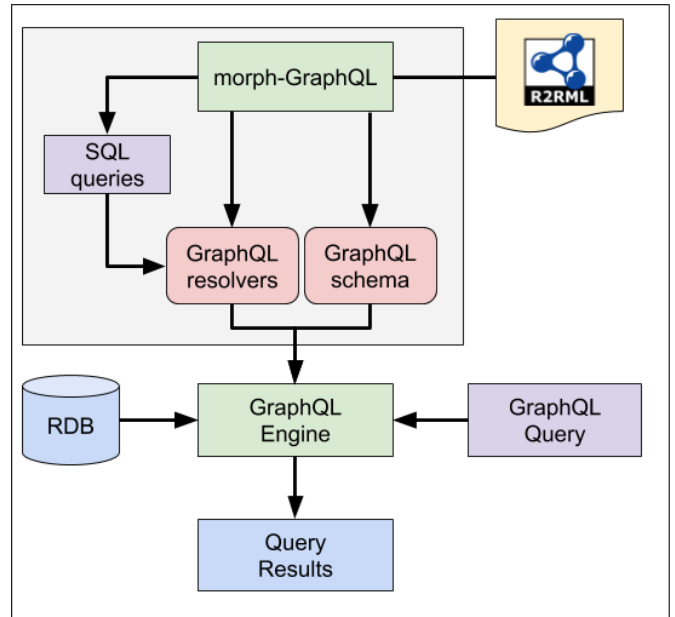 morph-GraphQL
R2RML
SQL
queries
GraphQL
resolvers
GraphQL
schema
RDB
GraphQL
Engine
GraphQL
Query
Query
Results